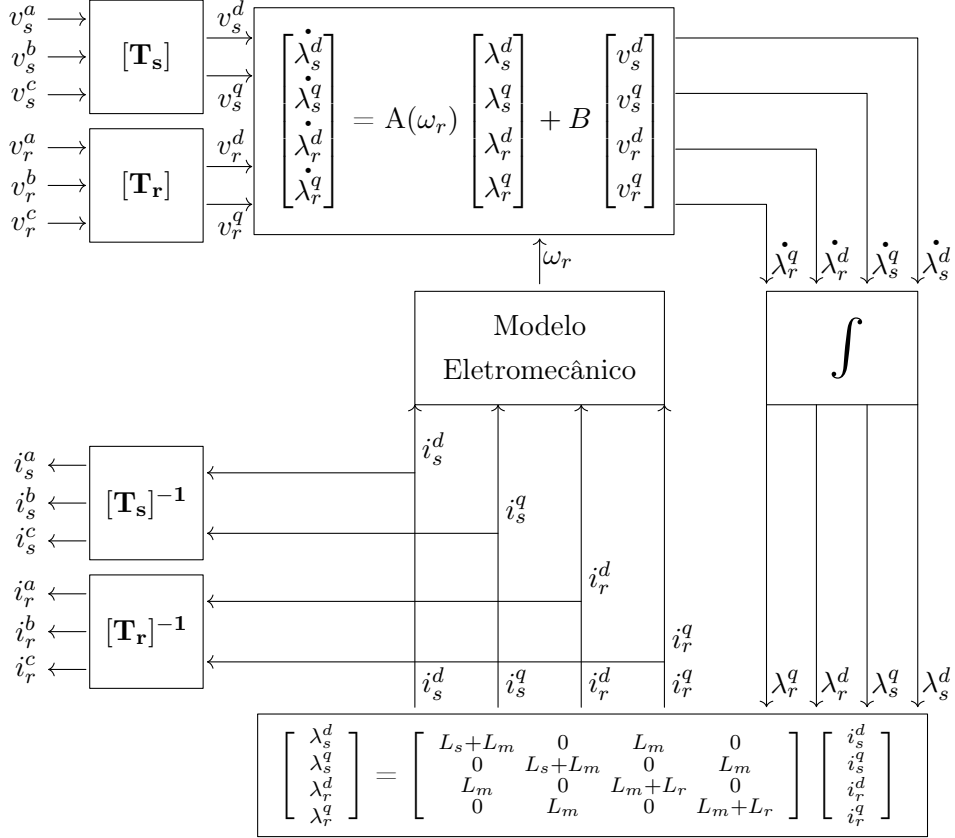 v_s^a
v_s^b
v_s^c
[T_s]
v_s^d
v_s^q
v_r^a
v_r^b
v_r^c
[T_r]
v_r^d
v_r^q
[λ̇_s^d λ̇_s^q λ̇_r^d λ̇_r^q] = A(ω_r) [λ_s^d λ_s^q λ_r^d λ_r^q] + B [v_s^d v_s^q v_r^d v_r^q]
ω_r
λ̇_r^q λ̇_r^d λ̇_s^q λ̇_s^d
Modelo
Eletromecânico
∫
i_s^d
i_s^q
i_r^d
i_r^q
i_s^a
i_s^b
i_s^c
[T_s]^{-1}
i_r^a
i_r^b
i_r^c
[T_r]^{-1}
i_s^d i_s^q i_r^d i_r^q
λ_r^q λ_r^d λ_s^q λ_s^d
λ_s^d L_s+L_m 0 L_m 0 i_s^d
λ_s^q 0 L_s+L_m 0 L_m i_s^q
=
λ_r^d L_m 0 L_m+L_r 0 i_r^d
λ_r^q 0 L_m 0 L_m+L_r i_r^q